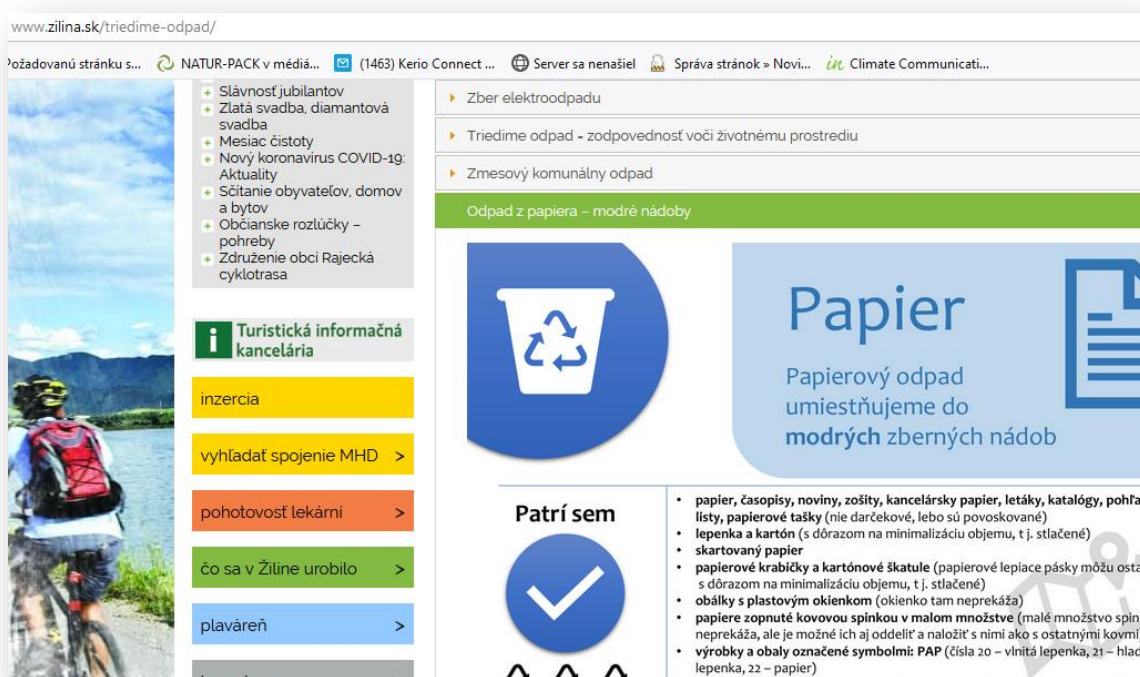 www.zilina.sk/triedime-odpad/
Požadovanú stránku s... NATUR-PACK v médiá... (1463) Kerio Connect ... Server sa nenašiel Správa stránok » Novi... in Climate Communicati...
Slávnosť jubilantov
Zlatá svadba, diamantová
svadba
Mesiac čistoty
Nový koronavírus COVID-19:
Aktuality
Sčítanie obyvateľov, domov
a bytov
Občianske rozlúčky –
pohreby
Združenie obcí Rajecká
cyklotrasa
i Turistická informačná
kancelária
inzercia
vyhľadať spojenie MHD >
pohotovosť lekární >
čo sa v Žiline urobilo >
plaváreň >
Zber elektroodpadu
Triedime odpad - zodpovednosť voči životnému prostrediu
Zmesový komunálny odpad
Odpad z papiera – modré nádoby
Papier
Papierový odpad
umiestňujeme do
modrých zberných nádob
Patrí sem
• papier, časopisy, noviny, zošity, kancelársky papier, letáky, katalógy,
listy, papierové tašky (nie darčekové, lebo sú povoskované)
• lepenka a kartón (s dôrazom na minimalizáciu objemu, t j. stlačené)
• skartovaný papier
• papierové krabičky a kartónové škatule (papierové lepiace pásky môžu
s dôrazom na minimalizáciu objemu, t j. stlačené)
• obálky s plastovým okienkom (okienko tam neprekáža)
• papiere zopnuté kovovou spinkou v malom množstve (malé množstvo
neprekáža, ale je možné ich aj oddeliť a naložiť s nimi ako s ostatnými
• výrobky a obaly označené symbolmi: PAP (čísla 20 – vlnitá lepenka, 21 –
lepenka, 22 – papier)